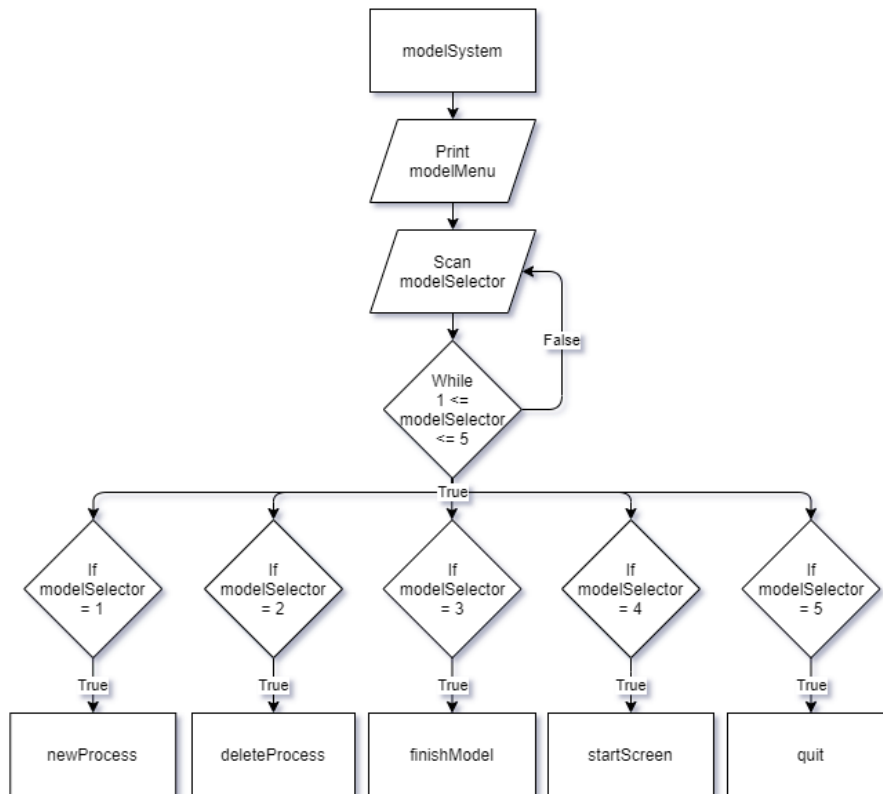 modelSystem
Print
modelMenu
Scan
modelSelector
False
While
1 <=
modelSelector
<= 5
True
If
modelSelector
= 1
If
modelSelector
= 2
If
modelSelector
= 3
If
modelSelector
= 4
If
modelSelector
= 5
True
True
True
True
True
newProcess
deleteProcess
finishModel
startScreen
quit